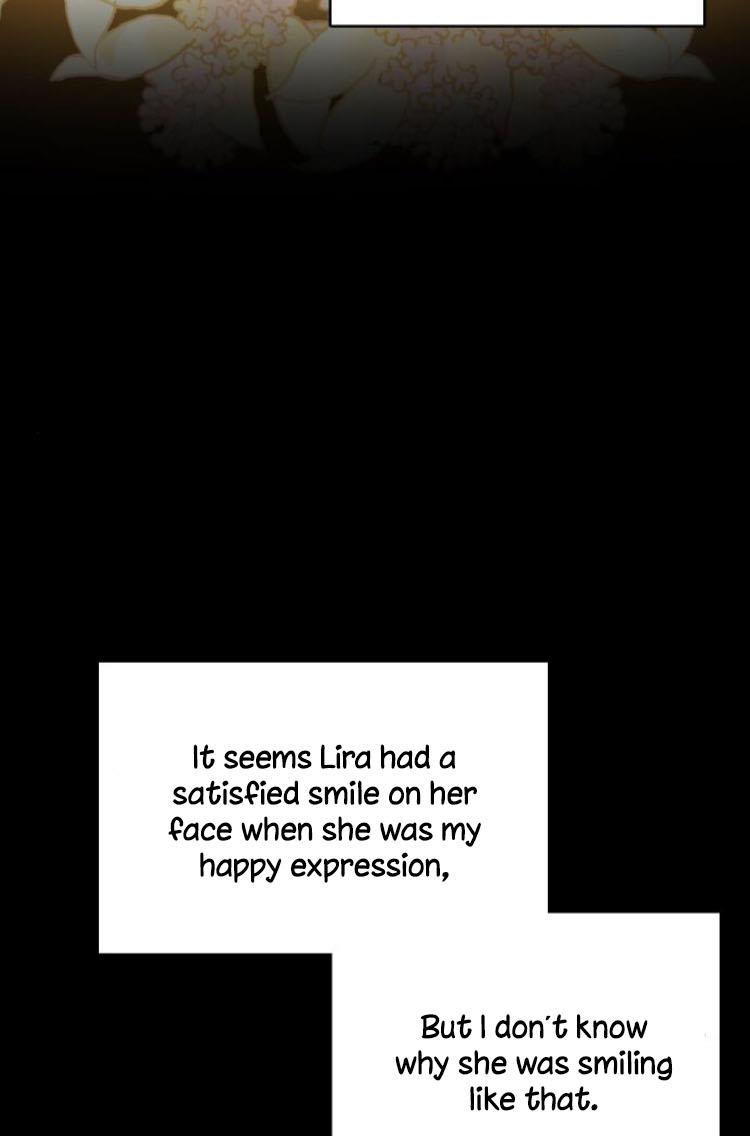 It seems Lira had a
satisfied smile on her
face when she was my
happy expression,
But I don't know
why she was smiling
like that.